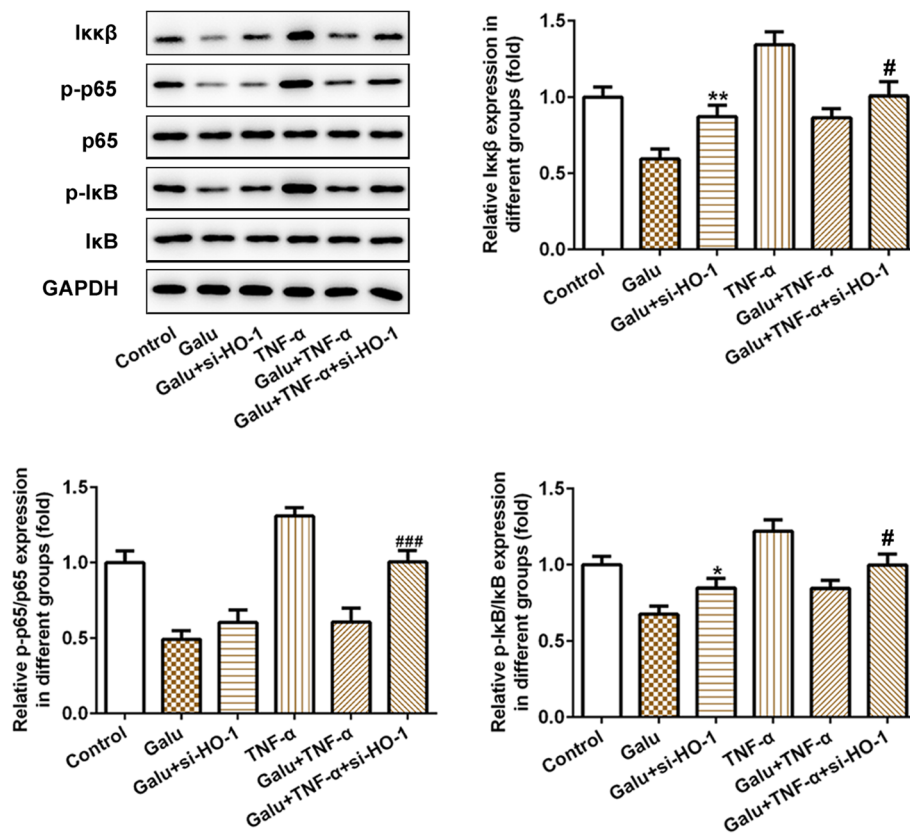 Iκκβ
p-p65
p65
p-IκB
IκB
GAPDH
Control
Galu
Galu+si-HO-1
TNF-α
Galu+TNF-α
Galu+TNF-α+si-HO-1
Relative Iκκβ expression in
different groups (fold)
1.5
1.0
0.5
0.0
**
#
Control
Galu
Galu+si-HO-1
TNF-α
Galu+TNF-α
Galu+TNF-α+si-HO-1
Relative p-p65/p65 expression
in different groups (fold)
1.5
1.0
0.5
0.0
###
Control
Galu
Galu+si-HO-1
TNF-α
Galu+TNF-α
Galu+TNF-α+si-HO-1
Relative p-IκB/IκB expression
in different groups (fold)
1.5
1.0
0.5
0.0
*
#
Control
Galu
Galu+si-HO-1
TNF-α
Galu+TNF-α
Galu+TNF-α+si-HO-1